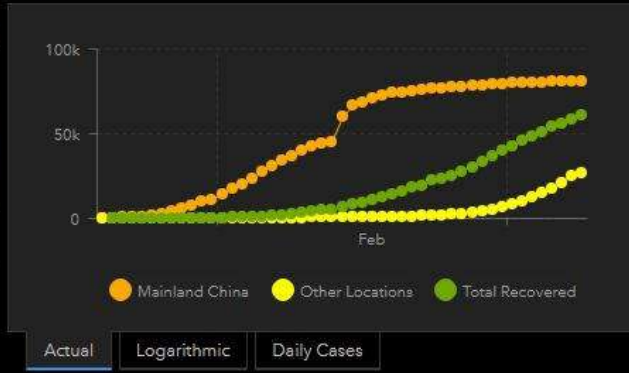 100k
50k
0
Feb
Mainland China Other Locations Total Recovered
Actual Logarithmic Daily Cases